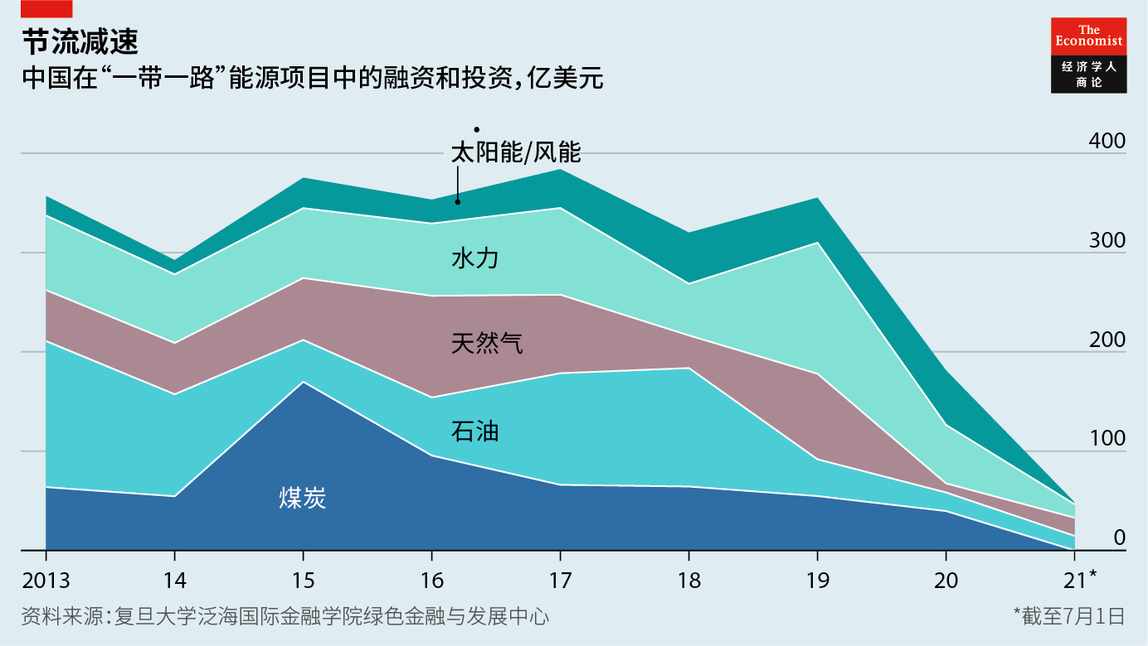 节流减速
中国在“一带一路”能源项目中的融资和投资，亿美元
The
Economist
经济学人
商论
太阳能/风能
400
300
水力
天然气
200
石油
100
煤炭
0
2013 14 15 16 17 18 19 20 21*
资料来源：复旦大学泛海国际金融学院绿色金融与发展中心
*截至7月1日